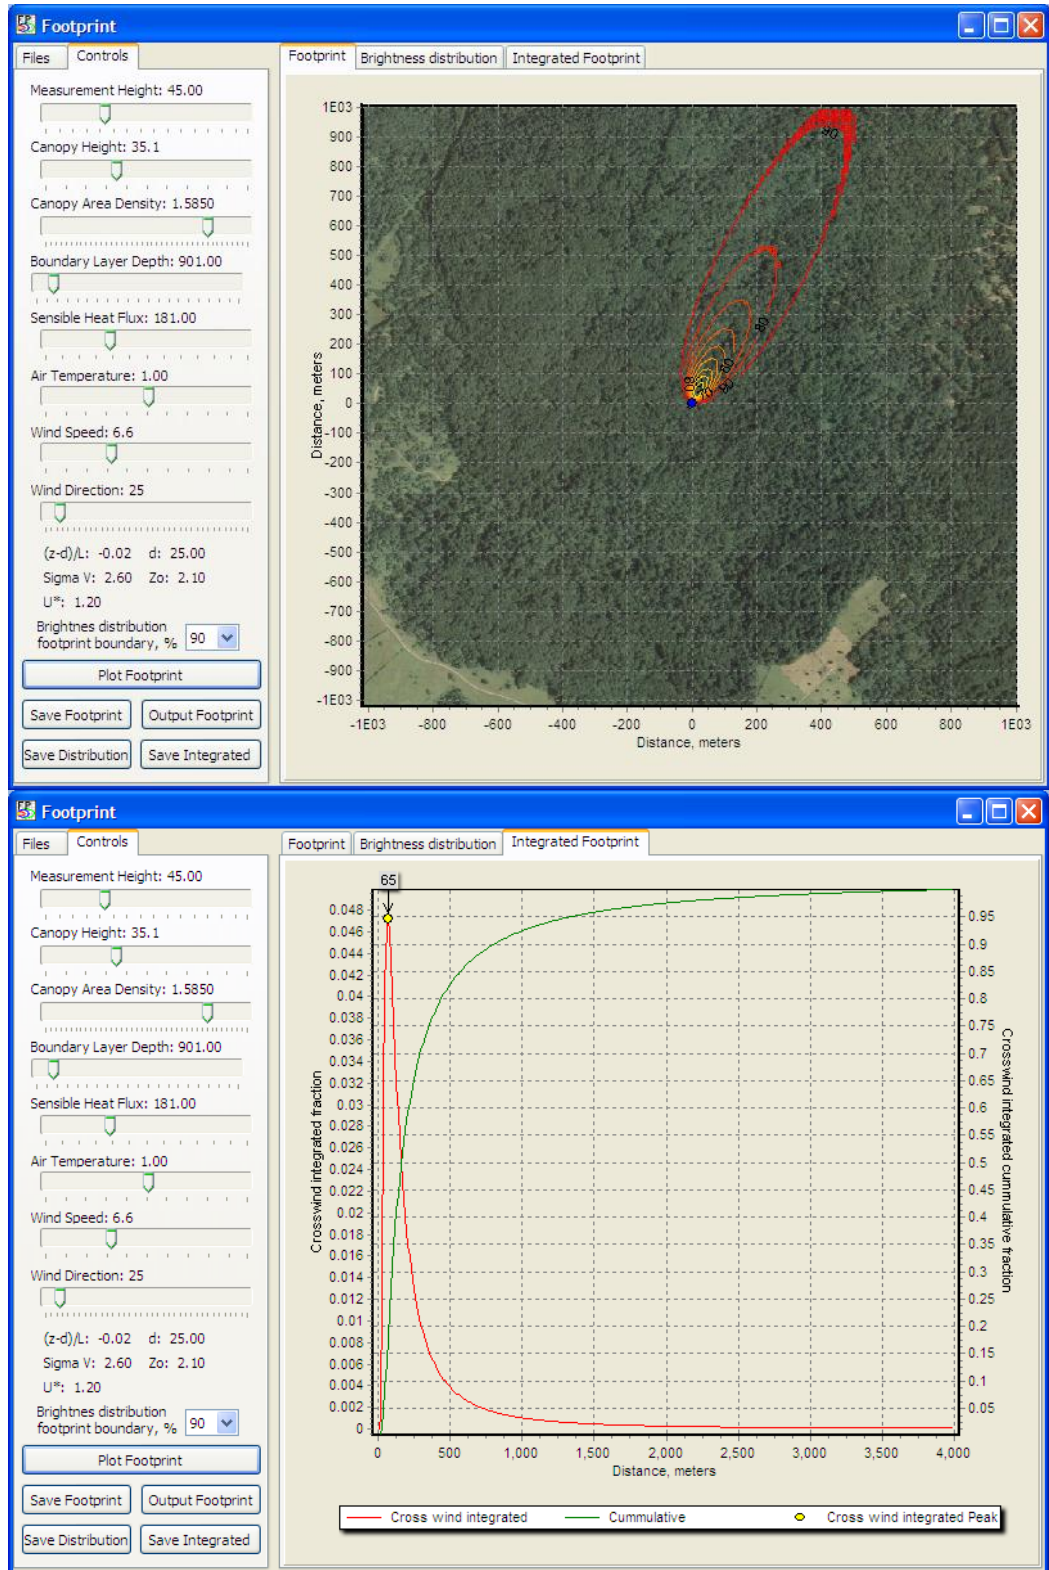 Footprint
Files Controls
Footprint Brightness distribution Integrated Footprint
Measurement Height: 45.00
Canopy Height: 35.1
Canopy Area Density: 1.5850
Boundary Layer Depth: 901.00
Sensible Heat Flux: 181.00
Air Temperature: 1.00
Wind Speed: 6.6
Wind Direction: 25
(z-d)/L: -0.02 d: 25.00
Sigma V: 2.60 Zo: 2.10
U*: 1.20
Brightnes distribution
footprint boundary, % 90
Plot Footprint
Save Footprint Output Footprint
Save Distribution Save Integrated
Distance, meters
1E03
900
800
700
600
500
400
300
200
100
0
-100
-200
-300
-400
-500
-600
-700
-800
-900
-1E03
90
80
90
-1E03 -800 -600 -400 -200 0 200 400 600 800 1E03
Distance, meters
Footprint
Files Controls
Footprint Brightness distribution Integrated Footprint
Measurement Height: 45.00
Canopy Height: 35.1
Canopy Area Density: 1.5850
Boundary Layer Depth: 901.00
Sensible Heat Flux: 181.00
Air Temperature: 1.00
Wind Speed: 6.6
Wind Direction: 25
(z-d)/L: -0.02 d: 25.00
Sigma V: 2.60 Zo: 2.10
U*: 1.20
Brightnes distribution
footprint boundary, % 90
Plot Footprint
Save Footprint Output Footprint
Save Distribution Save Integrated
65
Crosswind integrated fraction
0.048
0.046
0.044
0.042
0.04
0.038
0.036
0.034
0.032
0.03
0.028
0.026
0.024
0.022
0.02
0.018
0.016
0.014
0.012
0.01
0.008
0.006
0.004
0.002
0
0.95
0.9
0.85
0.8
0.75
0.7
0.65
0.6
0.55
0.5
0.45
0.4
0.35
0.3
0.25
0.2
0.15
0.1
0.05
Crosswind integrated cummulative fraction
0 500 1,000 1,500 2,000 2,500 3,000 3,500 4,000
Distance, meters
Cross wind integrated Cummulative Cross wind integrated Peak